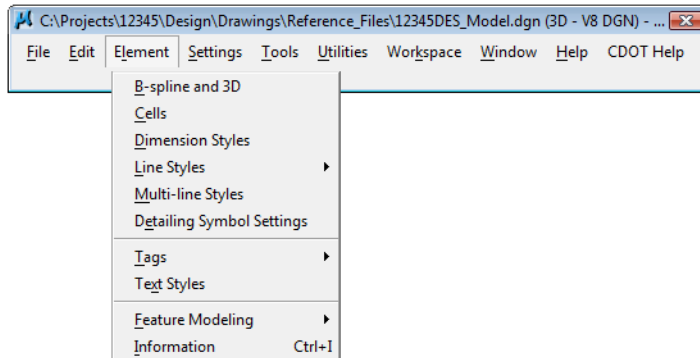 C:\Projects\12345\Design\Drawings\Reference_Files\12345DES_Model.dgn (3D - V8 DGN) - ...
File Edit Element Settings Tools Utilities Workspace Window Help CDOT Help
B-spline and 3D
Cells
Dimension Styles
Line Styles
Multi-line Styles
Detailing Symbol Settings
Tags
Text Styles
Feature Modeling
Information Ctrl+I